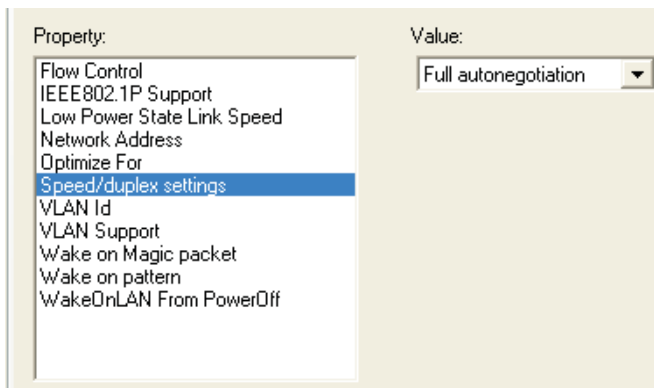 Property:
Value:
Flow Control
Full autonegotiation
IEEE802.1P Support
Low Power State Link Speed
Network Address
Optimize For
Speed/duplex settings
VLAN Id
VLAN Support
Wake on Magic packet
Wake on pattern
WakeOnLAN From PowerOff